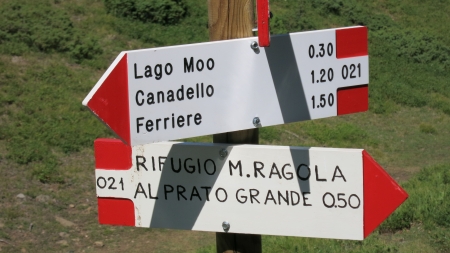 Lago Moo 0.30
Canadello 1.20 021
Ferriere 1.50
RIFUGIO M.RAGOLA
021 AL PRATO GRANDE 0.50